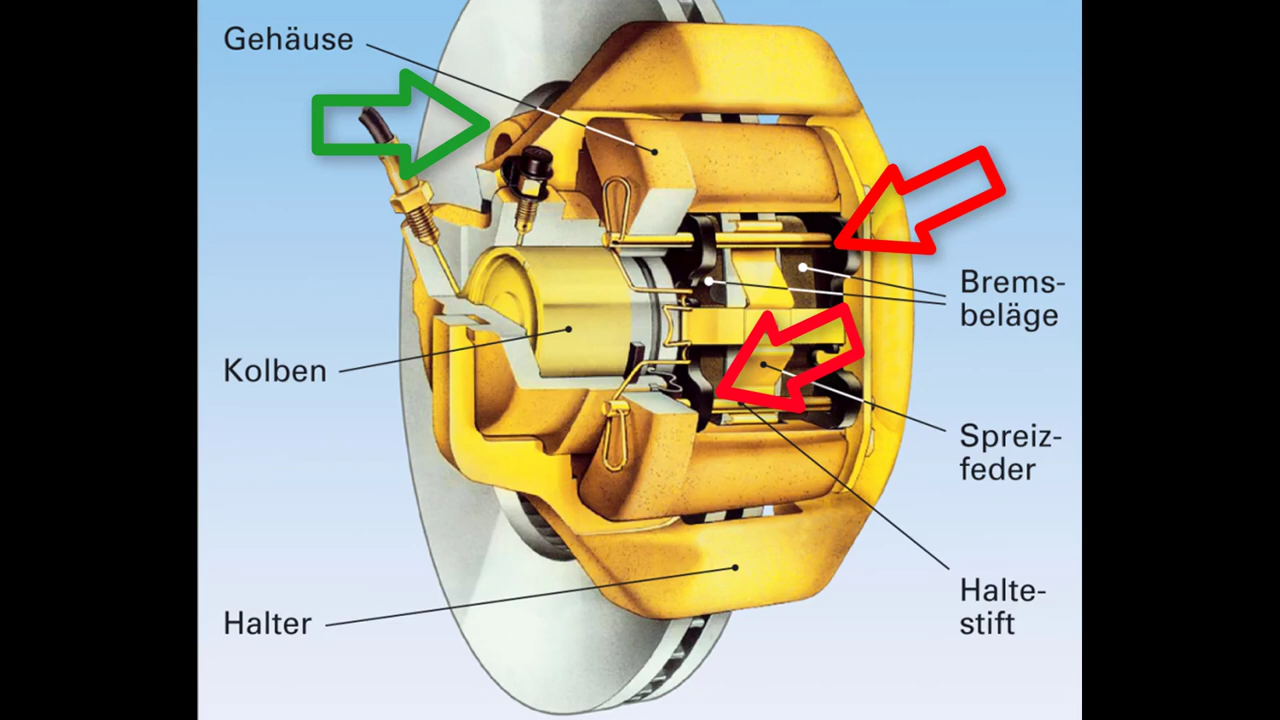 Gehäuse
Brems-
beläge
Kolben
Spreiz-
feder
Halte-
stift
Halter